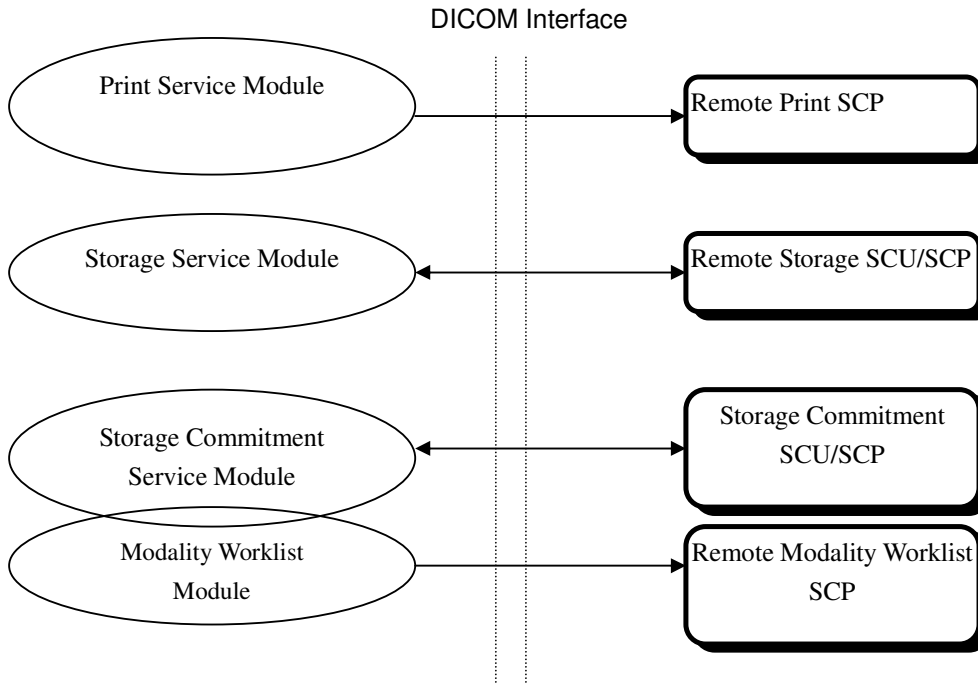 DICOM Interface
Print Service Module
Remote Print SCP
Storage Service Module
Remote Storage SCU/SCP
Storage Commitment
Service Module
Storage Commitment
SCU/SCP
Modality Worklist
Module
Remote Modality Worklist
SCP